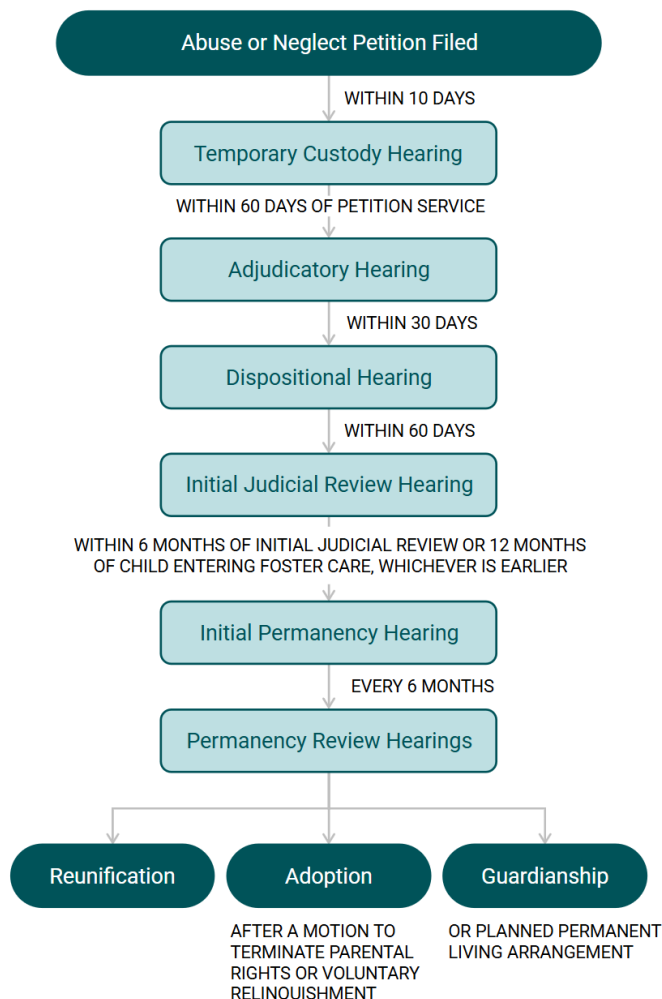 Abuse or Neglect Petition Filed
WITHIN 10 DAYS
Temporary Custody Hearing
WITHIN 60 DAYS OF PETITION SERVICE
Adjudicatory Hearing
WITHIN 30 DAYS
Dispositional Hearing
WITHIN 60 DAYS
Initial Judicial Review Hearing
WITHIN 6 MONTHS OF INITIAL JUDICIAL REVIEW OR 12 MONTHS
OF CHILD ENTERING FOSTER CARE, WHICHEVER IS EARLIER
Initial Permanency Hearing
EVERY 6 MONTHS
Permanency Review Hearings
Reunification
Adoption
Guardianship
AFTER A MOTION TO
TERMINATE PARENTAL
RIGHTS OR VOLUNTARY
RELINQUISHMENT
OR PLANNED PERMANENT
LIVING ARRANGEMENT